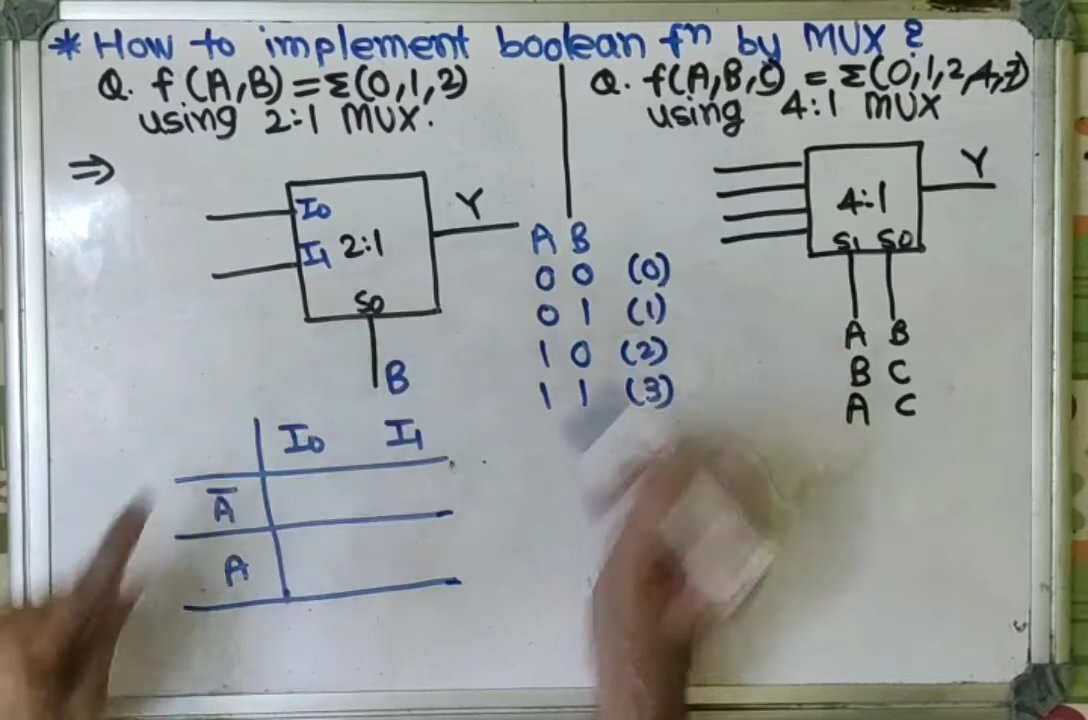 * How to implement boolean fⁿ by MUX ?
Q. f(A,B) = Σ(0,1,2)
using 2:1 MUX.
Q. f(A,B,C) = Σ(0,1,2,4,7)
using 4:1 MUX
⇒
I0
I1 2:1
S0
Y
B
A B
0 0 (0)
0 1 (1)
1 0 (2)
1 1 (3)
4:1
S1 S0
Y
A B
B C
A C
I0 I1
Ā
A